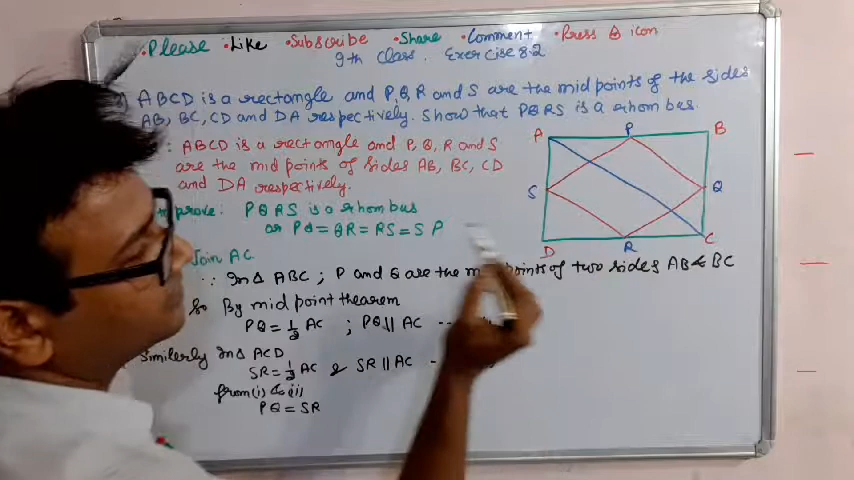 •Please •Like •Subscribe •Share •Comment •Press & icon
9th Class. Exercise 8.2
ABCD is a rectangle and P, Q, R and S are the mid points of the sides
AB, BC, CD and DA respectively. Show that PQRS is a rhombus.
: ABCD is a rectangle and P, Q, R and S
are the mid points of sides AB, BC, CD
and DA respectively.
prove: PQRS is a rhombus
or PQ = QR = RS = SP
Join AC
∵ In Δ ABC ; P and Q are the mid points of two sides AB & BC
So By mid point thearem
PQ = 1/2 AC ; PQ || AC
Similerly In Δ ACD
SR = 1/2 AC & SR || AC
from (i) & (ii
PQ = SR
A P B
S Q
D R C